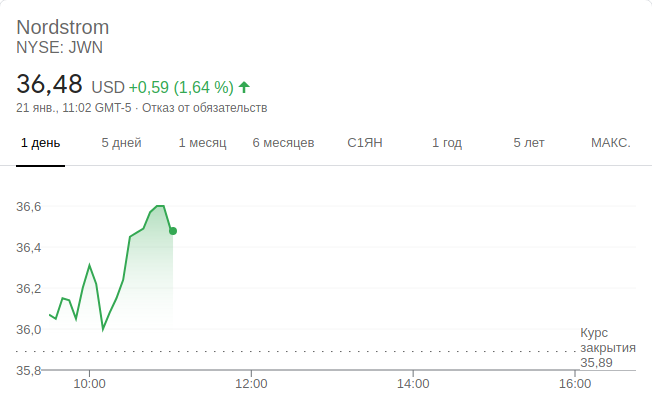 Nordstrom
NYSE: JWN
36,48 USD +0,59 (1,64 %)
21 янв., 11:02 GMT-5 · Отказ от обязательств
1 день 5 дней 1 месяц 6 месяцев С1ЯН 1 год 5 лет МАКС.
36,6
36,4
36,2
36,0
Курс
закрытия
35,89
35,8
10:00 12:00 14:00 16:00